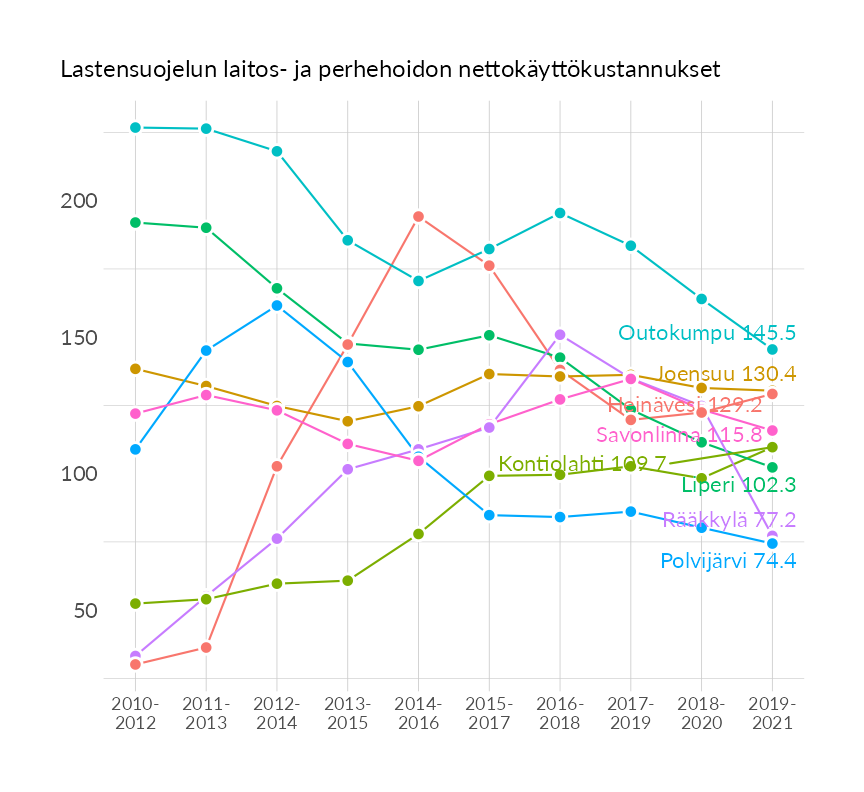 Lastensuojelun laitos- ja perhehoidon nettokäyttökustannukset
200
150
100
50
Outokumpu 145.5
Joensuu 130.4
Heinävesi 129.2
Savonlinna 115.8
Kontiolahti 109.7
Liperi 102.3
Rääkkylä 77.2
Polvijärvi 74.4
2010-
2012
2011-
2013
2012-
2014
2013-
2015
2014-
2016
2015-
2017
2016-
2018
2017-
2019
2018-
2020
2019-
2021